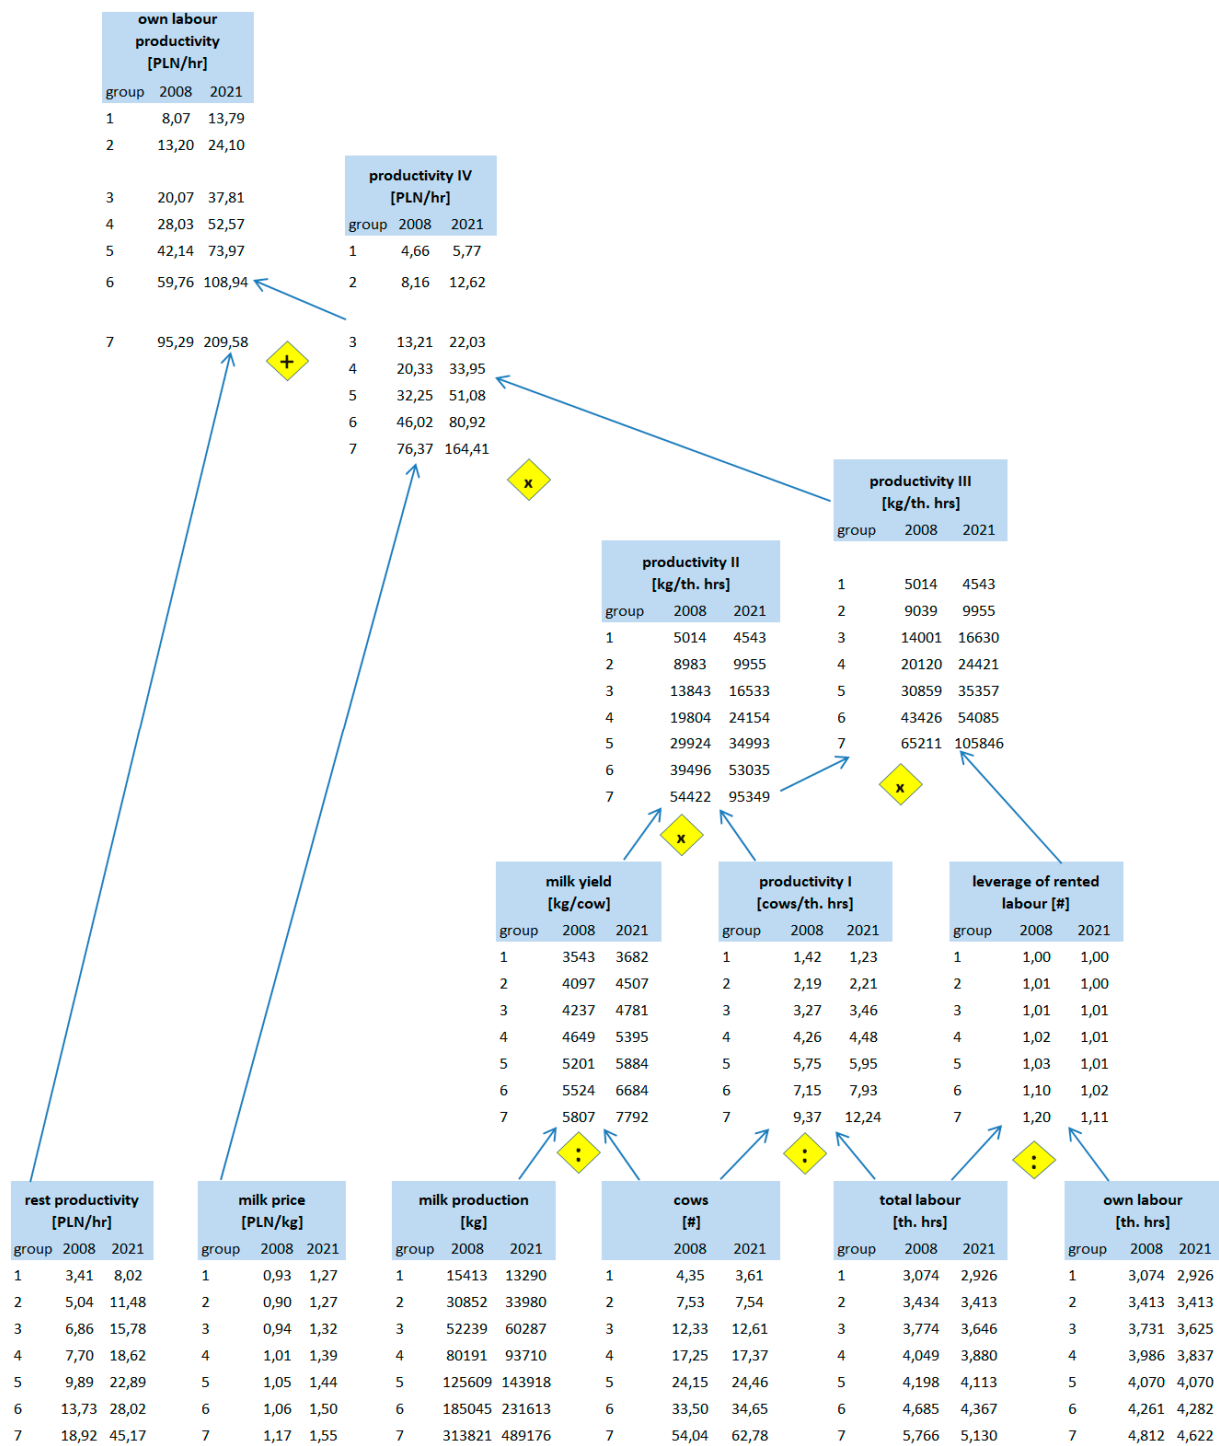 own labour
productivity
[PLN/hr]
group 2008 2021
1 8,07 13,79
2 13,20 24,10
3 20,07 37,81
4 28,03 52,57
5 42,14 73,97
6 59,76 108,94
7 95,29 209,58
+
productivity IV
[PLN/hr]
group 2008 2021
1 4,66 5,77
2 8,16 12,62
3 13,21 22,03
4 20,33 33,95
5 32,25 51,08
6 46,02 80,92
7 76,37 164,41
x
productivity III
[kg/th. hrs]
group 2008 2021
1 5014 4543
2 9039 9955
3 14001 16630
4 20120 24421
5 30859 35357
6 43426 54085
7 65211 105846
x
productivity II
[kg/th. hrs]
group 2008 2021
1 5014 4543
2 8983 9955
3 13843 16533
4 19804 24154
5 29924 34993
6 39496 53035
7 54422 95349
x
milk yield
[kg/cow]
group 2008 2021
1 3543 3682
2 4097 4507
3 4237 4781
4 4649 5395
5 5201 5884
6 5524 6684
7 5807 7792
:
productivity I
[cows/th. hrs]
group 2008 2021
1 1,42 1,23
2 2,19 2,21
3 3,27 3,46
4 4,26 4,48
5 5,75 5,95
6 7,15 7,93
7 9,37 12,24
:
leverage of rented
labour [#]
group 2008 2021
1 1,00 1,00
2 1,01 1,00
3 1,01 1,01
4 1,02 1,01
5 1,03 1,01
6 1,10 1,02
7 1,20 1,11
:
rest productivity
[PLN/hr]
group 2008 2021
1 3,41 8,02
2 5,04 11,48
3 6,86 15,78
4 7,70 18,62
5 9,89 22,89
6 13,73 28,02
7 18,92 45,17
milk price
[PLN/kg]
group 2008 2021
1 0,93 1,27
2 0,90 1,27
3 0,94 1,32
4 1,01 1,39
5 1,05 1,44
6 1,06 1,50
7 1,17 1,55
milk production
[kg]
group 2008 2021
1 15413 13290
2 30852 33980
3 52239 60287
4 80191 93710
5 125609 143918
6 185045 231613
7 313821 489176
cows
[#]
2008 2021
1 4,35 3,61
2 7,53 7,54
3 12,33 12,61
4 17,25 17,37
5 24,15 24,46
6 33,50 34,65
7 54,04 62,78
total labour
[th. hrs]
group 2008 2021
1 3,074 2,926
2 3,434 3,413
3 3,774 3,646
4 4,049 3,880
5 4,198 4,113
6 4,685 4,367
7 5,766 5,130
own labour
[th. hrs]
group 2008 2021
1 3,074 2,926
2 3,413 3,413
3 3,731 3,625
4 3,986 3,837
5 4,070 4,070
6 4,261 4,282
7 4,812 4,622